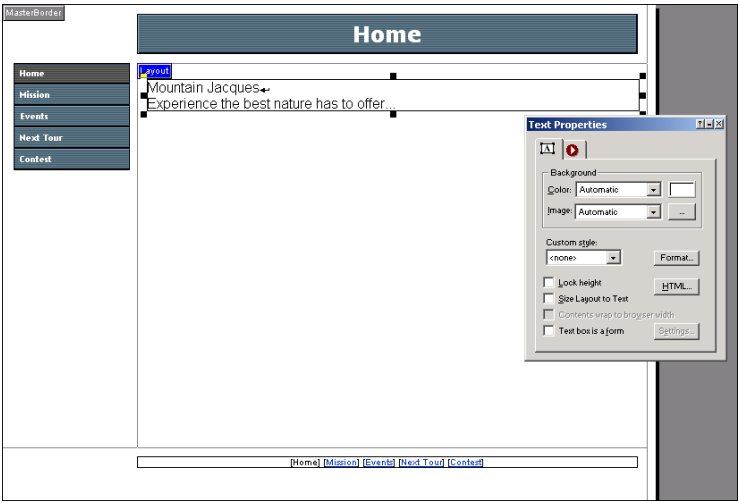 MasterBorder
Home
Home
Mission
Events
Next Tour
Contest
Layout
Mountain Jacques
Experience the best nature has to offer...
Text Properties
Background
Color: Automatic
Image: Automatic
...
Custom style:
<none>
Format...
Lock height
HTML...
Size Layout to Text
Contents wrap to browser width
Text box is a form
Settings...
[Home] [Mission] [Events] [Next Tour] [Contest]